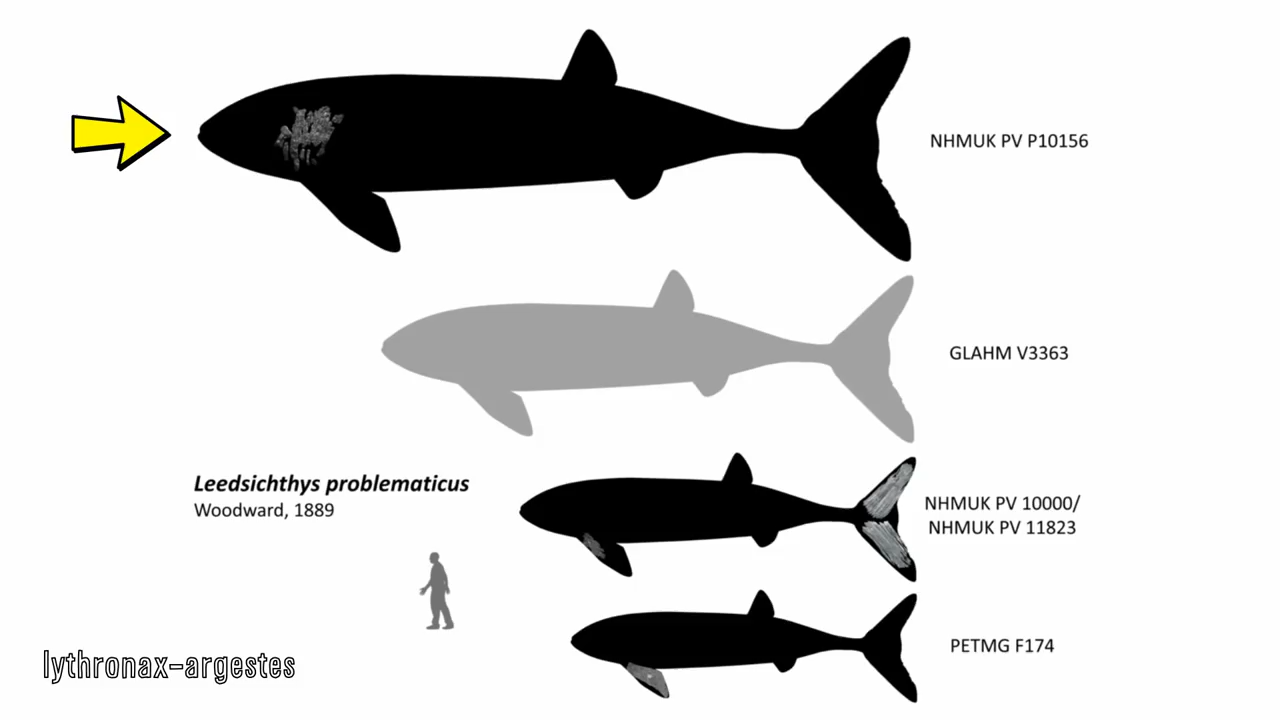 NHMUK PV P10156
GLAHM V3363
Leedsichthys problematicus
Woodward, 1889
NHMUK PV 10000/
NHMUK PV 11823
PETMG F174
lythronax-argestes